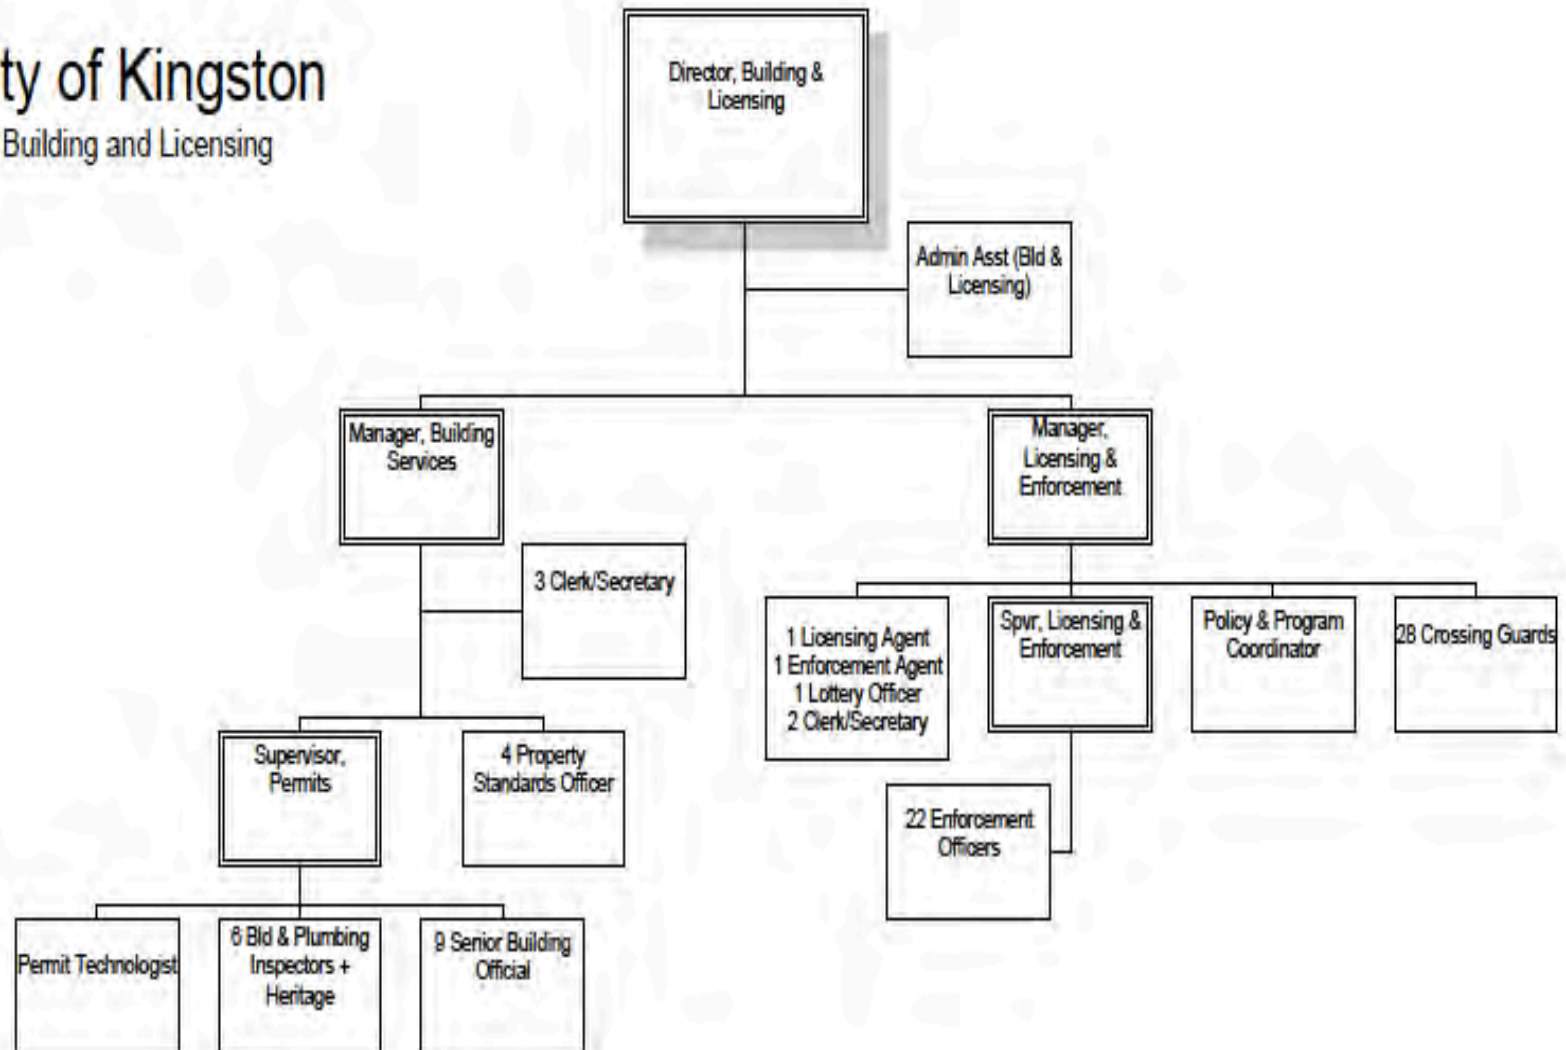 ty of Kingston
Building and Licensing
Director, Building &
Licensing
Admin Asst (Bld &
Licensing)
Manager, Building
Services
Manager,
Licensing &
Enforcement
3 Clerk/Secretary
1 Licensing Agent
1 Enforcement Agent
1 Lottery Officer
2 Clerk/Secretary
Spvr, Licensing &
Enforcement
Policy & Program
Coordinator
28 Crossing Guards
Supervisor,
Permits
4 Property
Standards Officer
22 Enforcement
Officers
Permit Technologist
6 Bld & Plumbing
Inspectors +
Heritage
9 Senior Building
Official